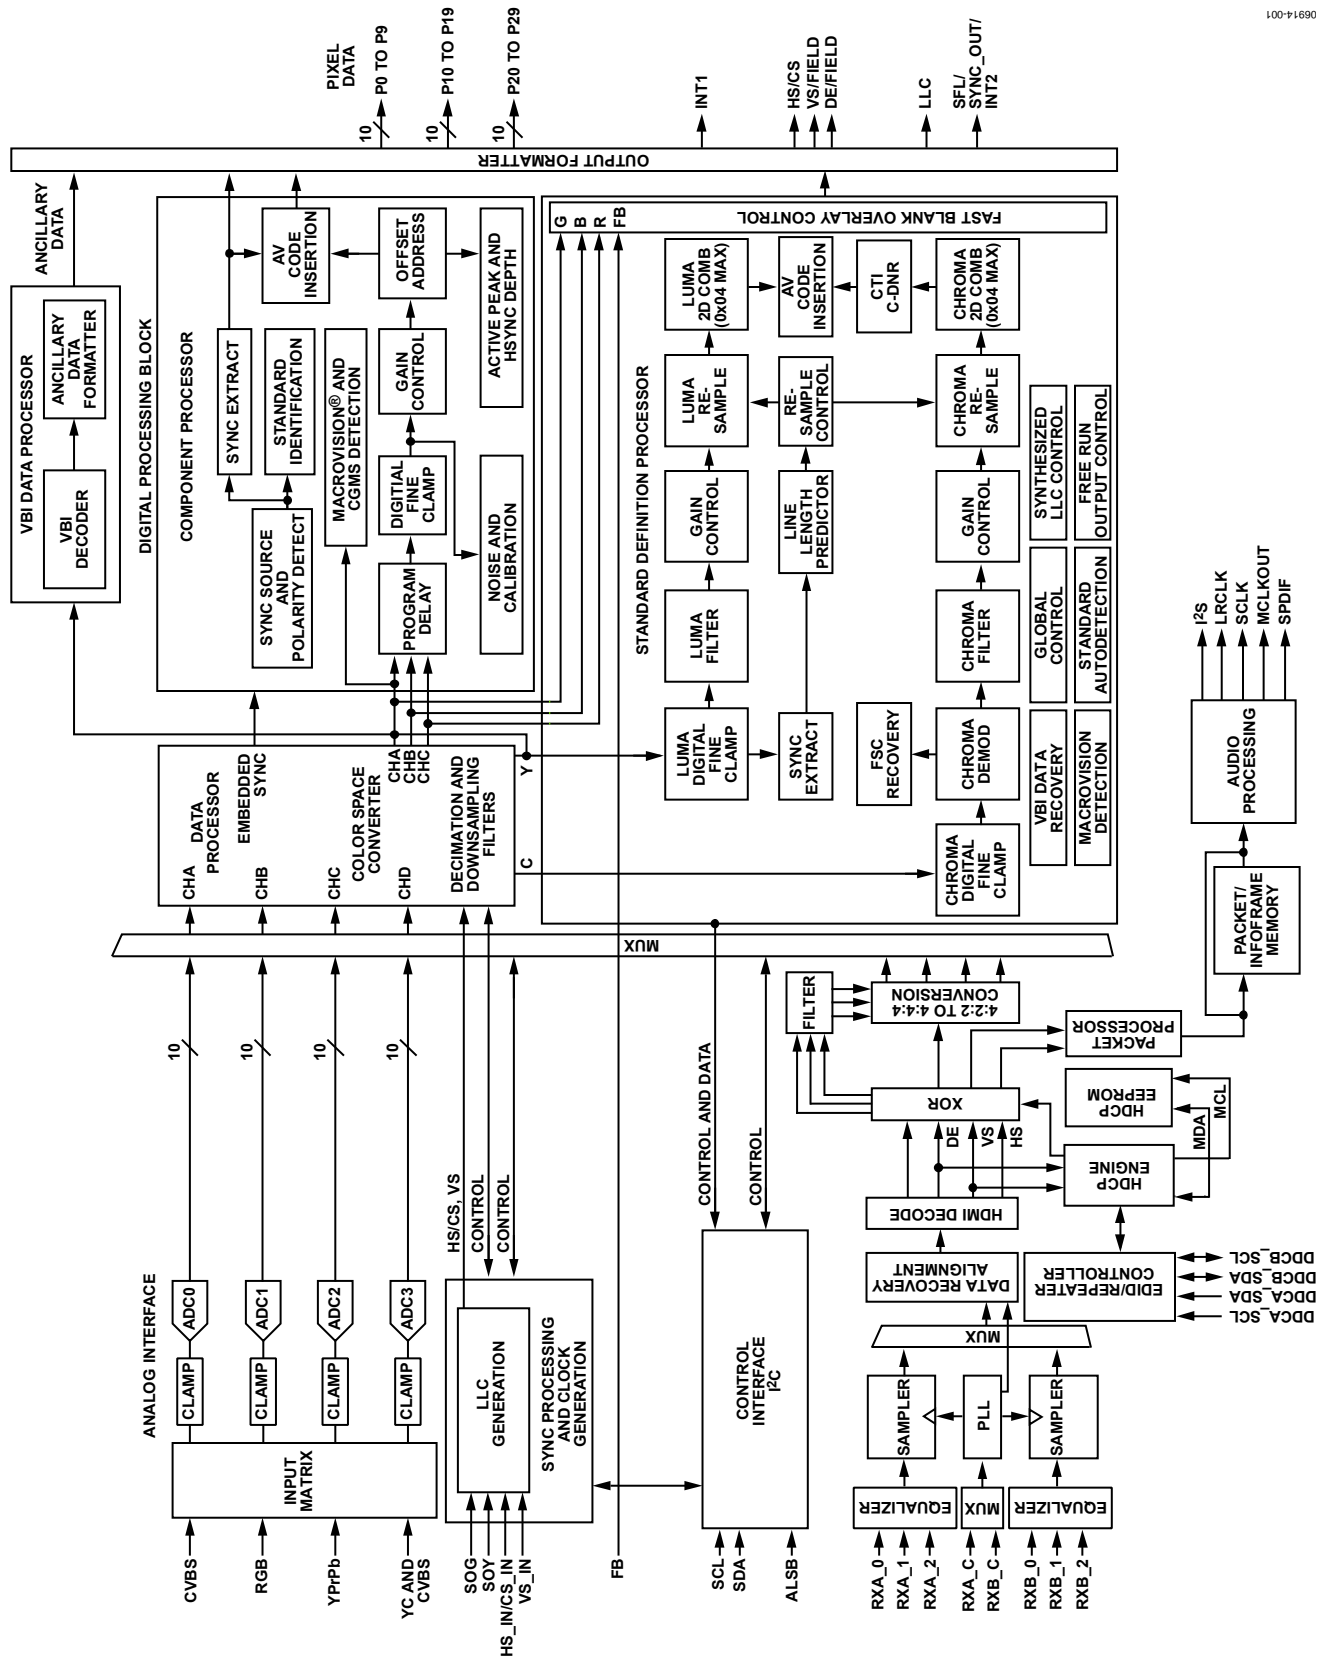 06914-001
ANALOG INTERFACE
CVBS
RGB
YPrPb
YC AND
CVBS
INPUT
MATRIX
CLAMP
ADC0
10
CLAMP
ADC1
10
CLAMP
ADC2
10
CLAMP
ADC3
10
SOG
SOY
HS_IN/CS_IN
VS_IN
LLC
GENERATION
SYNC PROCESSING
AND CLOCK
GENERATION
HS/CS, VS
CONTROL
CONTROL
FB
SCL
SDA
ALSB
CONTROL
INTERFACE
I2C
CONTROL AND DATA
CONTROL
MUX
CHA
DATA
PROCESSOR
CHB
EMBEDDED
SYNC
CHC
COLOR SPACE
CONVERTER
CHD
DECIMATION AND
DOWNSAMPLING
FILTERS
CHA
CHB
CHC
Y
C
VBI DATA PROCESSOR
VBI
DECODER
ANCILLARY
DATA
FORMATTER
ANCILLARY
DATA
DIGITAL PROCESSING BLOCK
COMPONENT PROCESSOR
SYNC SOURCE
AND
POLARITY DETECT
SYNC EXTRACT
STANDARD
IDENTIFICATION
MACROVISION® AND
CGMS DETECTION
PROGRAM
DELAY
DIGITIAL
FINE
CLAMP
GAIN
CONTROL
OFFSET
ADDRESS
AV
CODE
INSERTION
NOISE AND
CALIBRATION
ACTIVE PEAK AND
HSYNC DEPTH
STANDARD DEFINITION PROCESSOR
LUMA
DIGITAL
FINE
CLAMP
LUMA
FILTER
GAIN
CONTROL
LUMA
RE-
SAMPLE
LUMA
2D COMB
(0x04 MAX)
SYNC
EXTRACT
LINE
LENGTH
PREDICTOR
RE-
SAMPLE
CONTROL
AV
CODE
INSERTION
FSC
RECOVERY
CTI
C-DNR
CHROMA
DIGITAL
FINE
CLAMP
CHROMA
DEMOD
CHROMA
FILTER
GAIN
CONTROL
CHROMA
RE-
SAMPLE
CHROMA
2D COMB
(0x04 MAX)
VBI DATA
RECOVERY
GLOBAL
CONTROL
SYNTHESIZED
LLC CONTROL
MACROVISION
DETECTION
STANDARD
AUTODETECTION
FREE RUN
OUTPUT CONTROL
G
B
R
FB
FAST BLANK OVERLAY CONTROL
OUTPUT FORMATTER
PIXEL
DATA
10
P0 TO P9
10
P10 TO P19
10
P20 TO P29
INT1
HS/CS
VS/FIELD
DE/FIELD
LLC
SFL/
SYNC_OUT/
INT2
RXA_0
RXA_1
RXA_2
RXA_C
RXB_C
RXB_0
RXB_1
RXB_2
EQUALIZER
MUX
EQUALIZER
SAMPLER
PLL
SAMPLER
MUX
DATA RECOVERY
ALIGNMENT
HDMI DECODE
DE
VS
HS
XOR
FILTER
4:2:2 TO 4:4:4
CONVERSION
EDID/REPEATER
CONTROLLER
DDCA_SCL
DDCA_SDA
DDCB_SDA
DDCB_SCL
HDCP
ENGINE
MDA
MCL
HDCP
EEPROM
PACKET
PROCESSOR
PACKET/
INFOFRAME
MEMORY
AUDIO
PROCESSING
I2S
LRCLK
SCLK
MCLKOUT
SPDIF